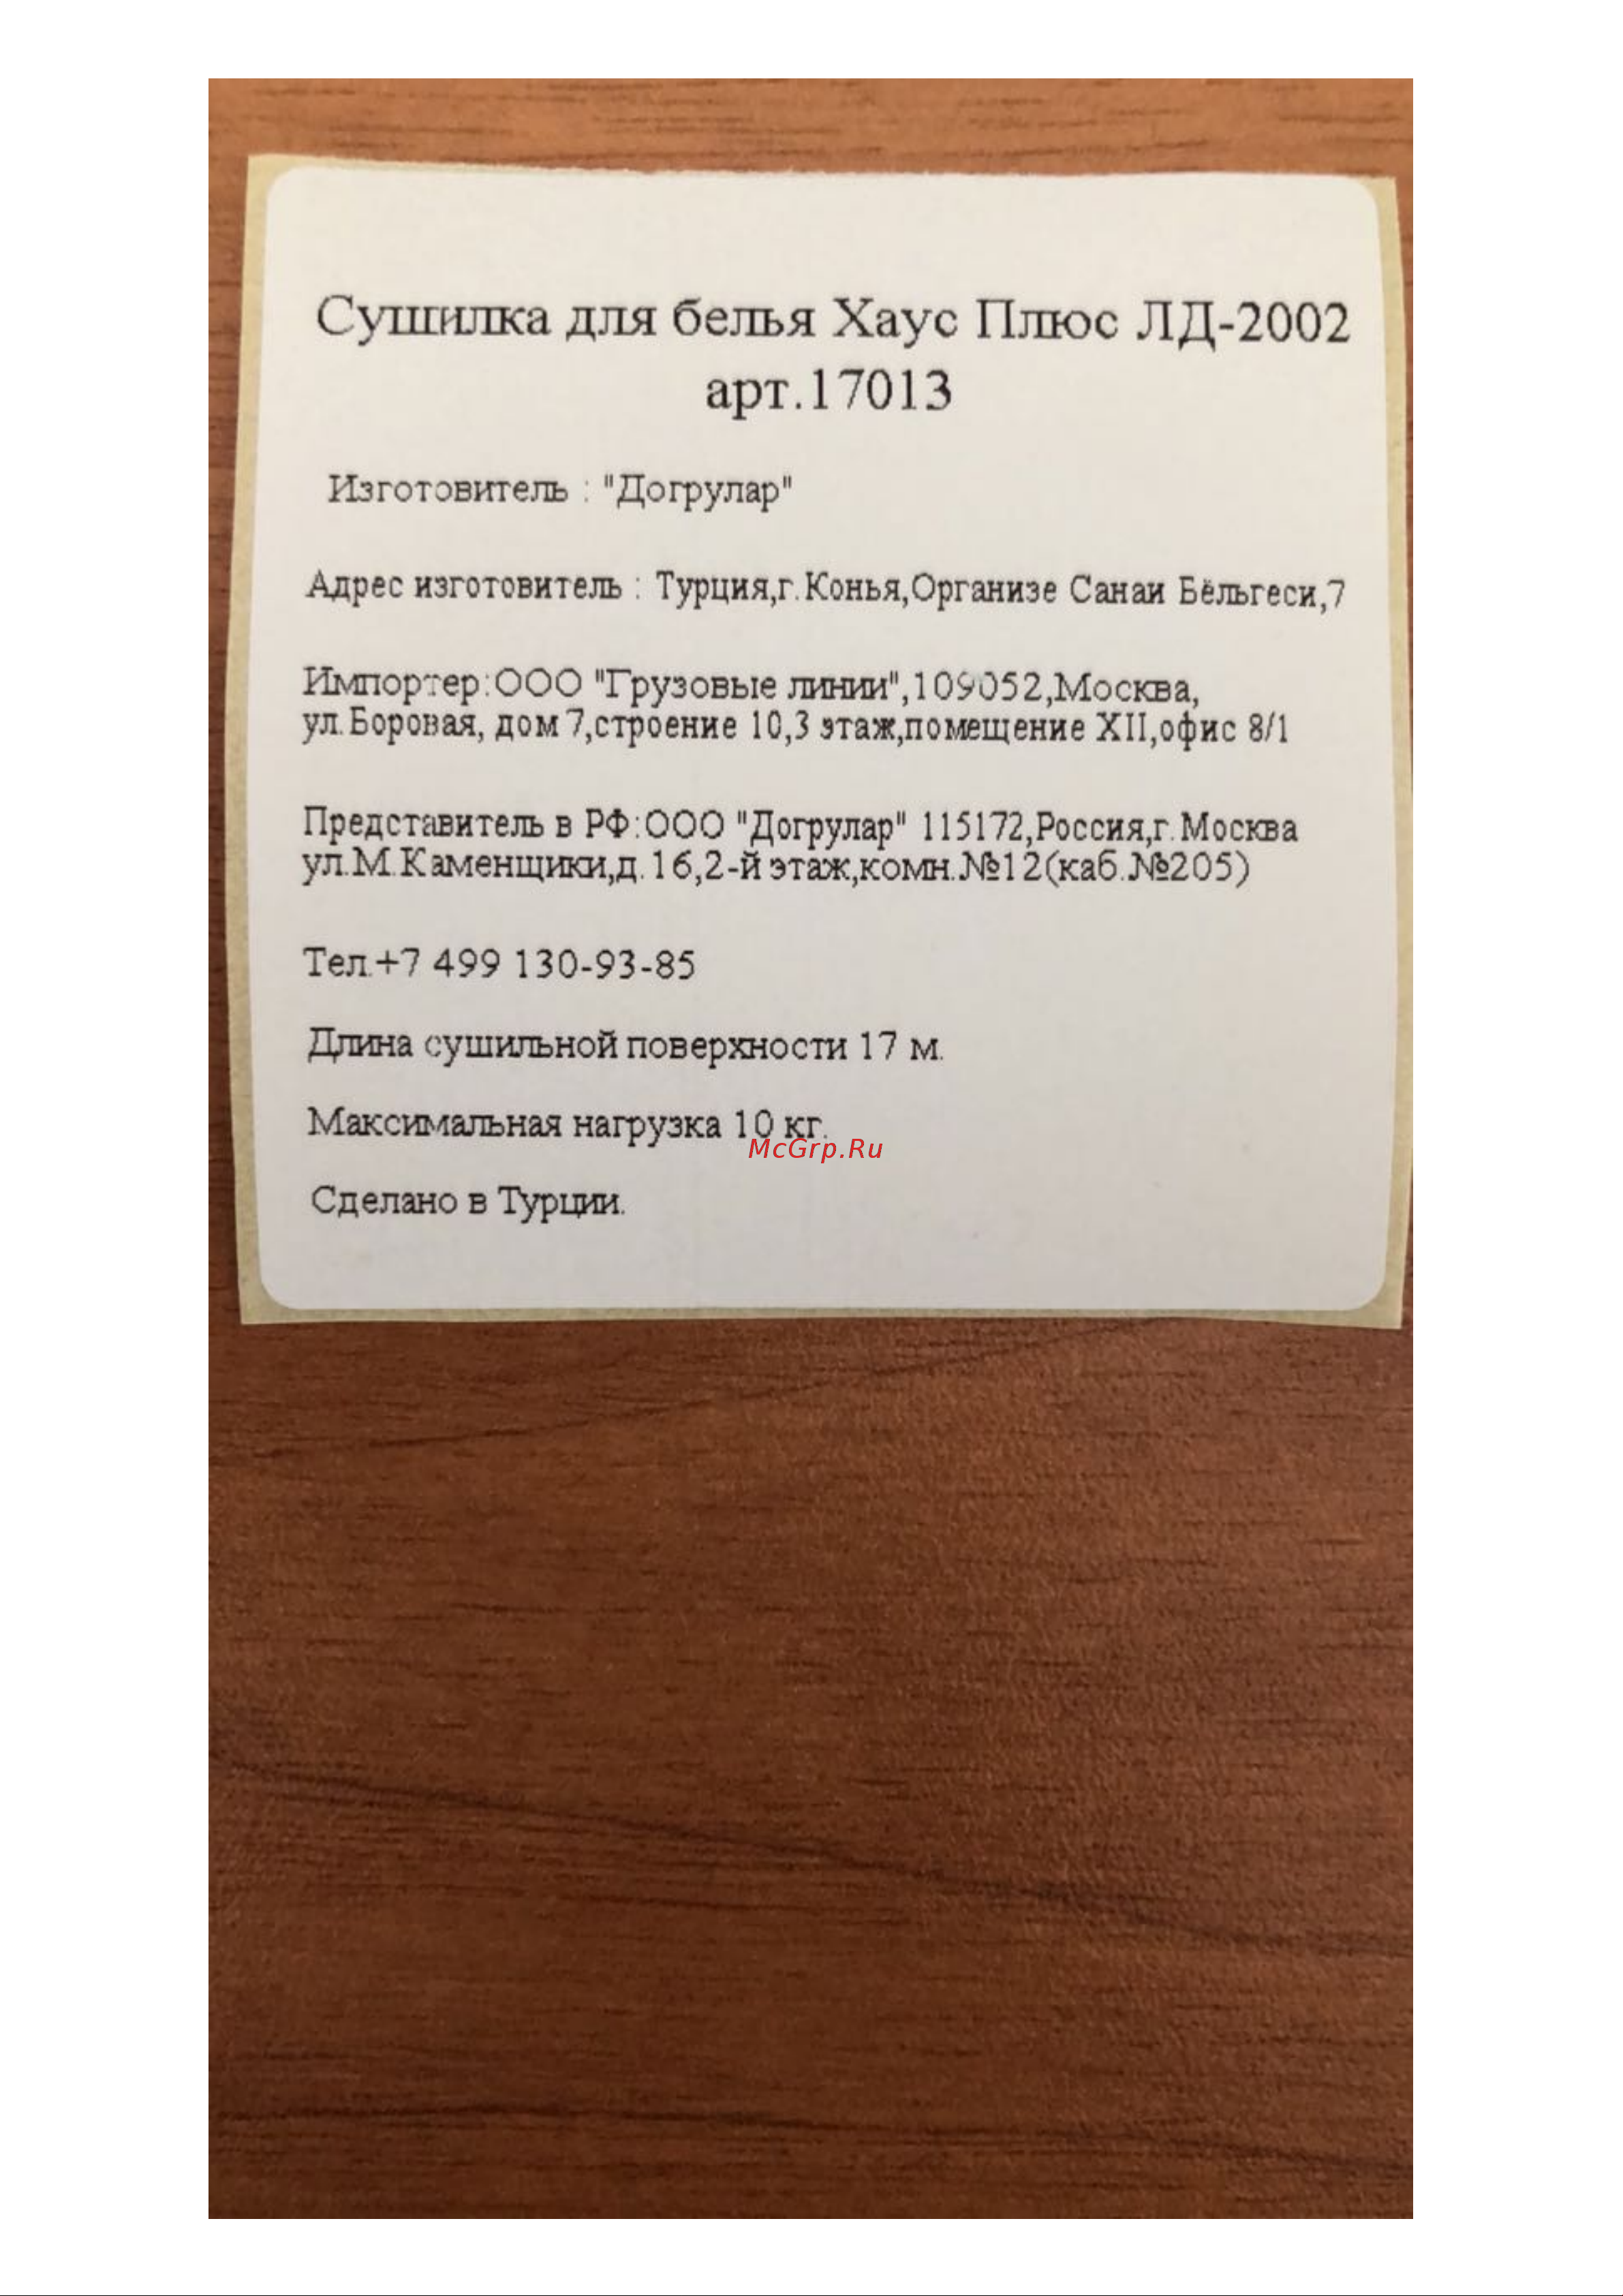 Сушилка для белья Хаус Плюс ЛД-2002
арт.17013
Изготовитель : "Догрулар"
Адрес изготовитель : Турция,г.Конья,Организе Санаи Бёльгеси,7
Импортер:ООО "Грузовые линии",109052,Москва,
ул.Боровая, дом 7,строение 10,3 этаж,помещение XII,офис 8/1
Представитель в РФ:ООО "Догрулар" 115172,Россия,г.Москва
ул.М.Каменщики,д.16,2-й этаж,комн.№12(каб.№205)
Тел.+7 499 130-93-85
Длина сушильной поверхности 17 м.
Максимальная нагрузка 10 кг.
McGrp.Ru
Сделано в Турции.